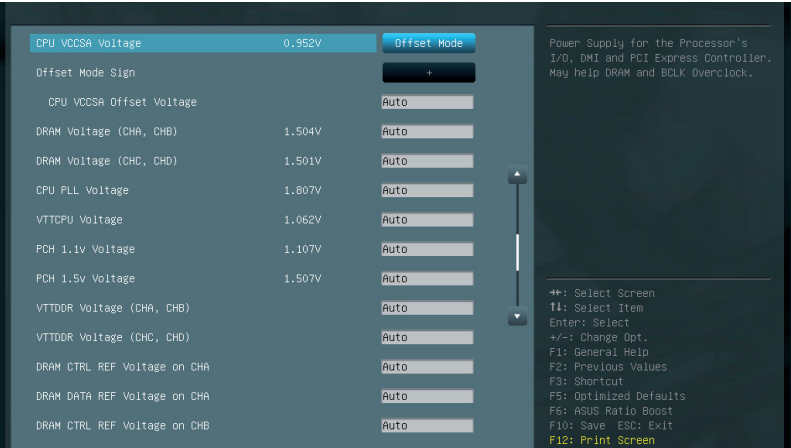 CPU VCCSA Voltage 0.952V Offset Mode
Offset Mode Sign +
CPU VCCSA Offset Voltage Auto
DRAM Voltage (CHA, CHB) 1.504V Auto
DRAM Voltage (CHC, CHD) 1.501V Auto
CPU PLL Voltage 1.807V Auto
VTTCPU Voltage 1.062V Auto
PCH 1.1v Voltage 1.107V Auto
PCH 1.5v Voltage 1.507V Auto
VTTDDR Voltage (CHA, CHB) Auto
VTTDDR Voltage (CHC, CHD) Auto
DRAM CTRL REF Voltage on CHA Auto
DRAM DATA REF Voltage on CHA Auto
DRAM CTRL REF Voltage on CHB Auto
Power Supply for the Processor's
I/O, DMI and PCI Express Controller.
May help DRAM and BCLK Overclock.
→←: Select Screen
↑↓: Select Item
Enter: Select
+/-: Change Opt.
F1: General Help
F2: Previous Values
F3: Shortcut
F5: Optimized Defaults
F6: ASUS Ratio Boost
F10: Save ESC: Exit
F12: Print Screen